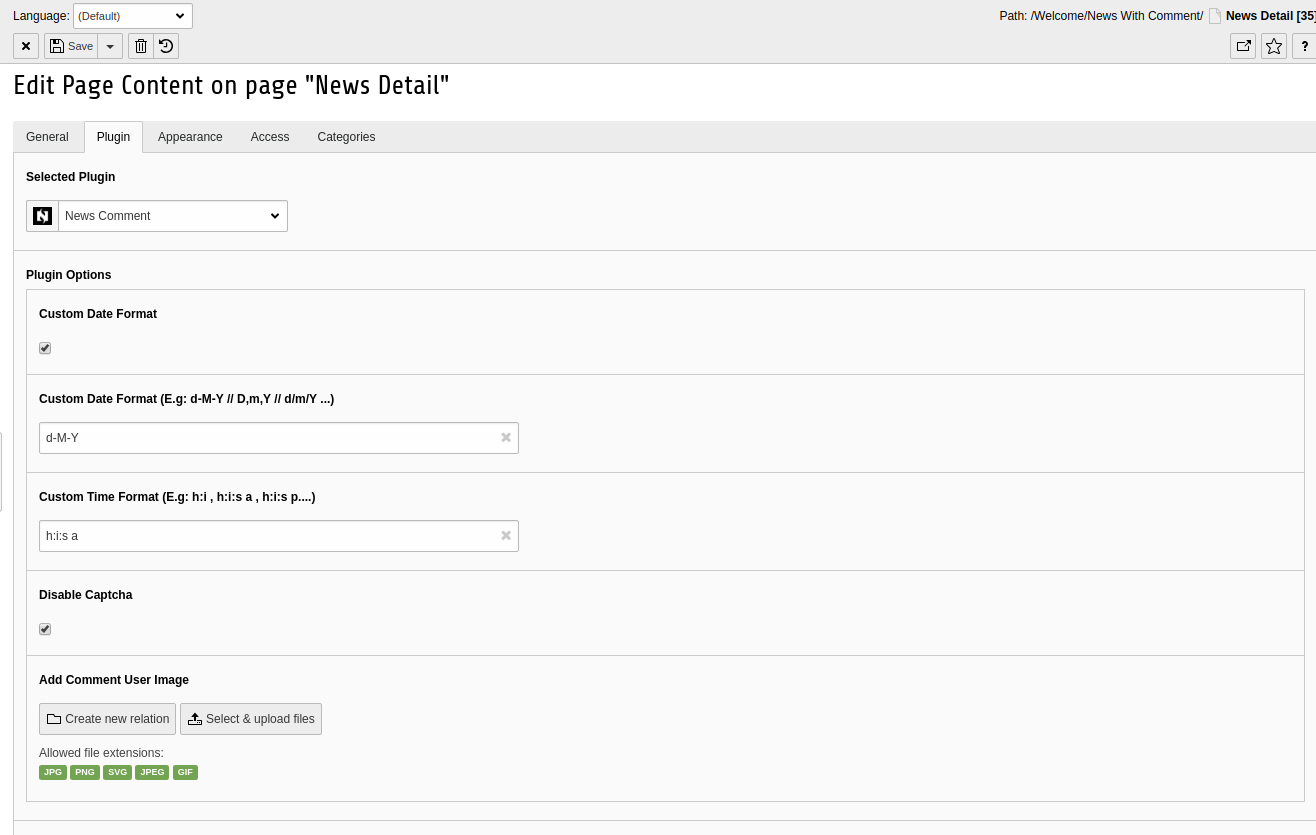 Language: (Default) Path: /Welcome/News With Comment/ News Detail [35]
Save ?
Edit Page Content on page "News Detail"
General Plugin Appearance Access Categories
Selected Plugin
News Comment
Plugin Options
Custom Date Format
Custom Date Format (E.g: d-M-Y // D,m,Y // d/m/Y ...)
d-M-Y
Custom Time Format (E.g: h:i , h:i:s a , h:i:s p....)
h:i:s a
Disable Captcha
Add Comment User Image
Create new relation Select & upload files
Allowed file extensions:
JPG PNG SVG JPEG GIF